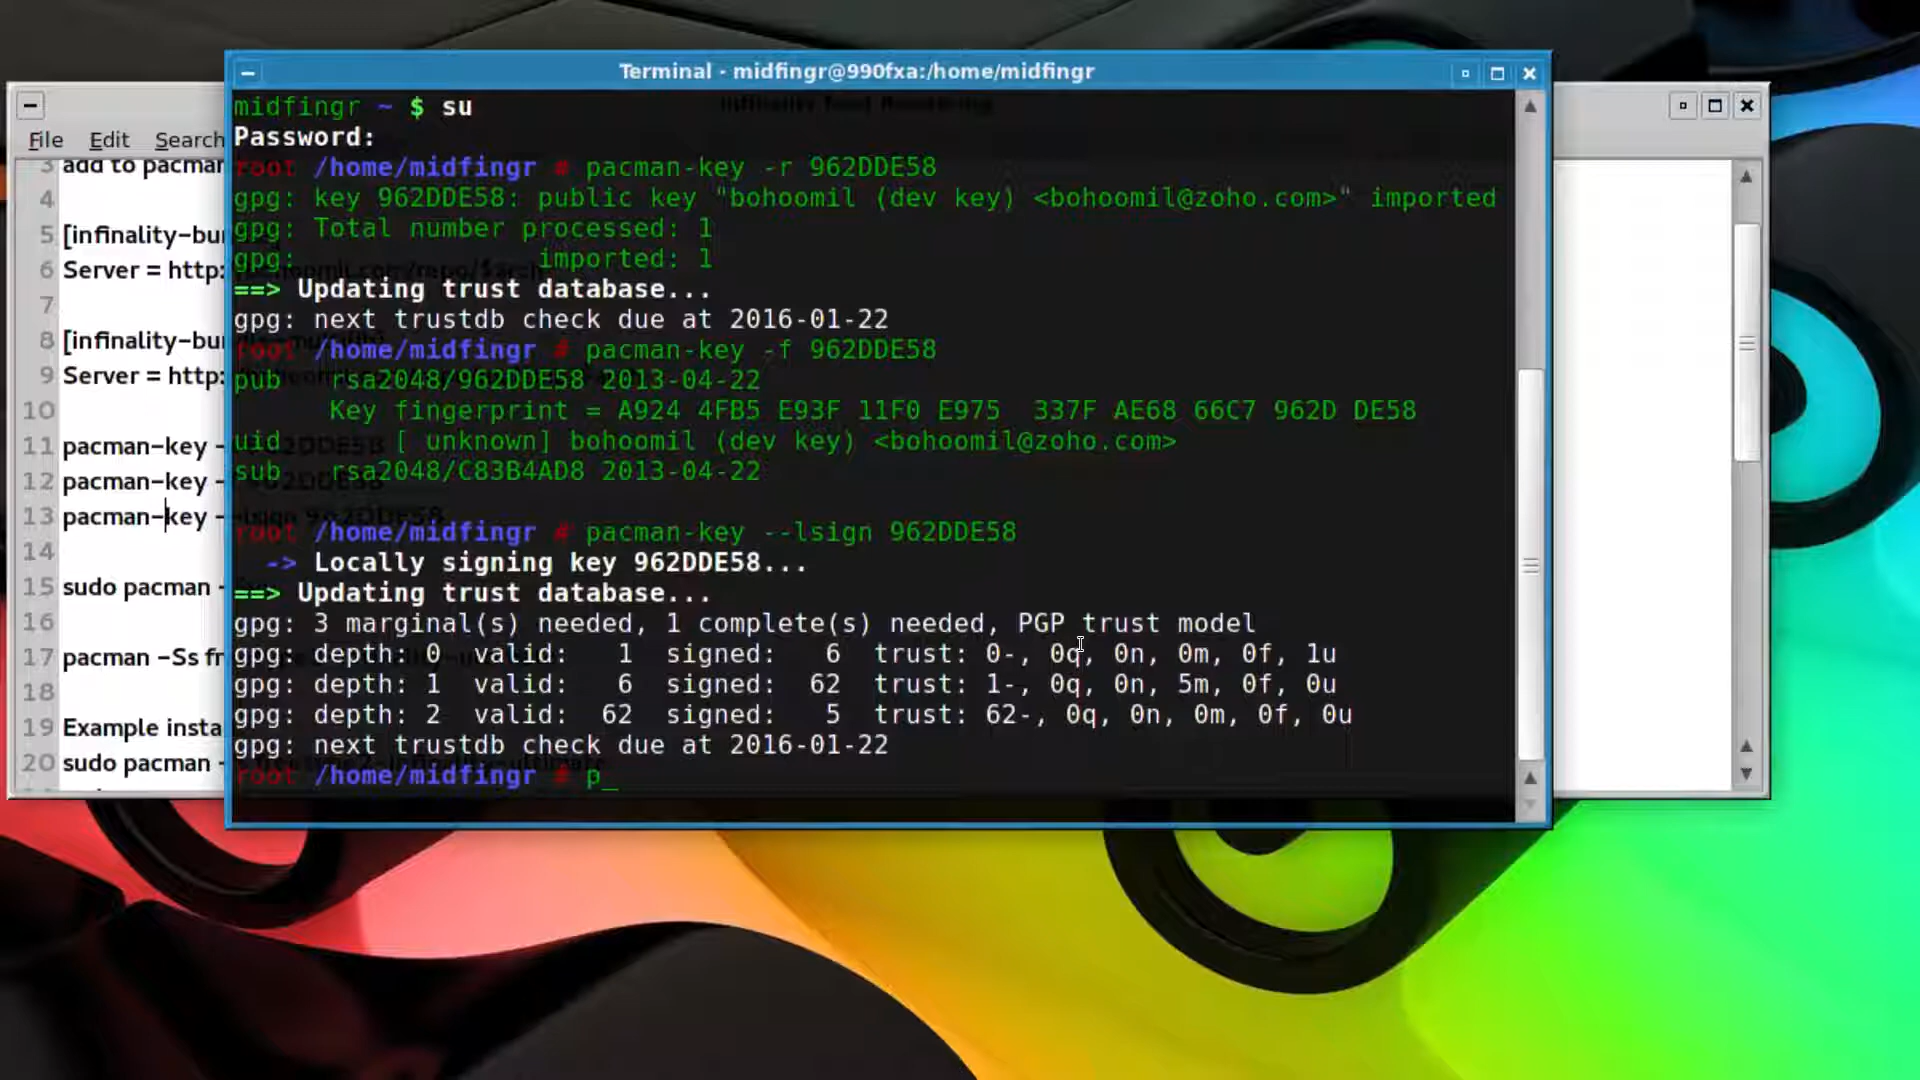 Terminal - midfingr@990fxa:/home/midfingr
midfingr ~ $ su
Password:
root /home/midfingr # pacman-key -r 962DDE58
gpg: key 962DDE58: public key "bohoomil (dev key) <bohoomil@zoho.com>" imported
gpg: Total number processed: 1
gpg: imported: 1
==> Updating trust database...
gpg: next trustdb check due at 2016-01-22
root /home/midfingr # pacman-key -f 962DDE58
pub rsa2048/962DDE58 2013-04-22
Key fingerprint = A924 4FB5 E93F 11F0 E975 337F AE68 66C7 962D DE58
uid [ unknown] bohoomil (dev key) <bohoomil@zoho.com>
sub rsa2048/C83B4AD8 2013-04-22
root /home/midfingr # pacman-key --lsign 962DDE58
-> Locally signing key 962DDE58...
==> Updating trust database...
gpg: 3 marginal(s) needed, 1 complete(s) needed, PGP trust model
gpg: depth: 0 valid: 1 signed: 6 trust: 0-, 0q, 0n, 0m, 0f, 1u
gpg: depth: 1 valid: 6 signed: 62 trust: 1-, 0q, 0n, 5m, 0f, 0u
gpg: depth: 2 valid: 62 signed: 5 trust: 62-, 0q, 0n, 0m, 0f, 0u
gpg: next trustdb check due at 2016-01-22
root /home/midfingr # p_
File Edit Search
3 add to pacman
4
5 [infinality-bu
6 Server = http:
7
8 [infinality-bu
9 Server = http:
10
11 pacman-key -
12 pacman-key -
13 pacman-key -
14
15 sudo pacman -
16
17 pacman -Ss fr
18
19 Example insta
20 sudo pacman -